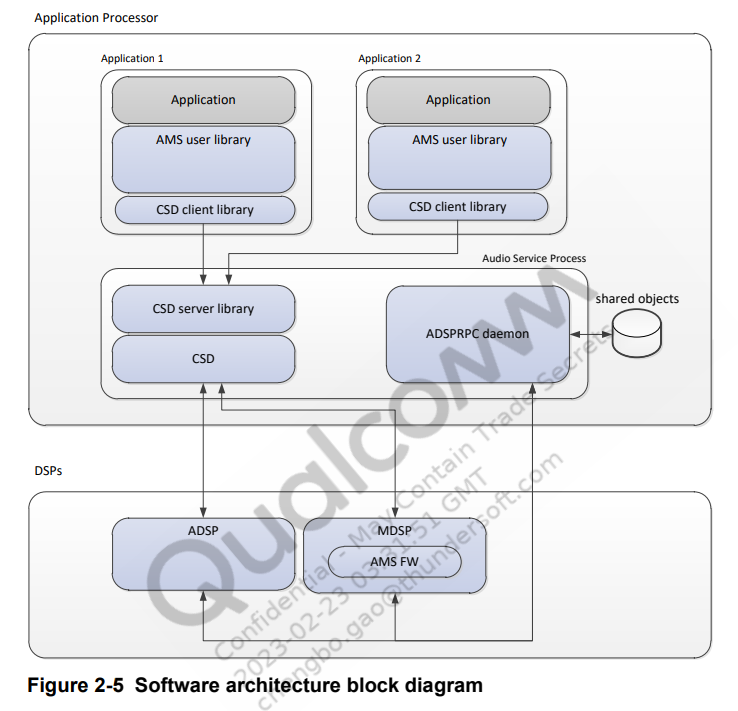 Application Processor
Application 1
Application 2
Application
Application
AMS user library
AMS user library
CSD client library
CSD client library
Audio Service Process
CSD server library
CSD
ADSPRPC daemon
shared objects
DSPs
ADSP
MDSP
AMS FW
Qualcomm
Confidential - May Contain Trade Secrets
2023-02-23 03:31:51 GMT
chengbo.gao@thundersoft.com
Figure 2-5 Software architecture block diagram